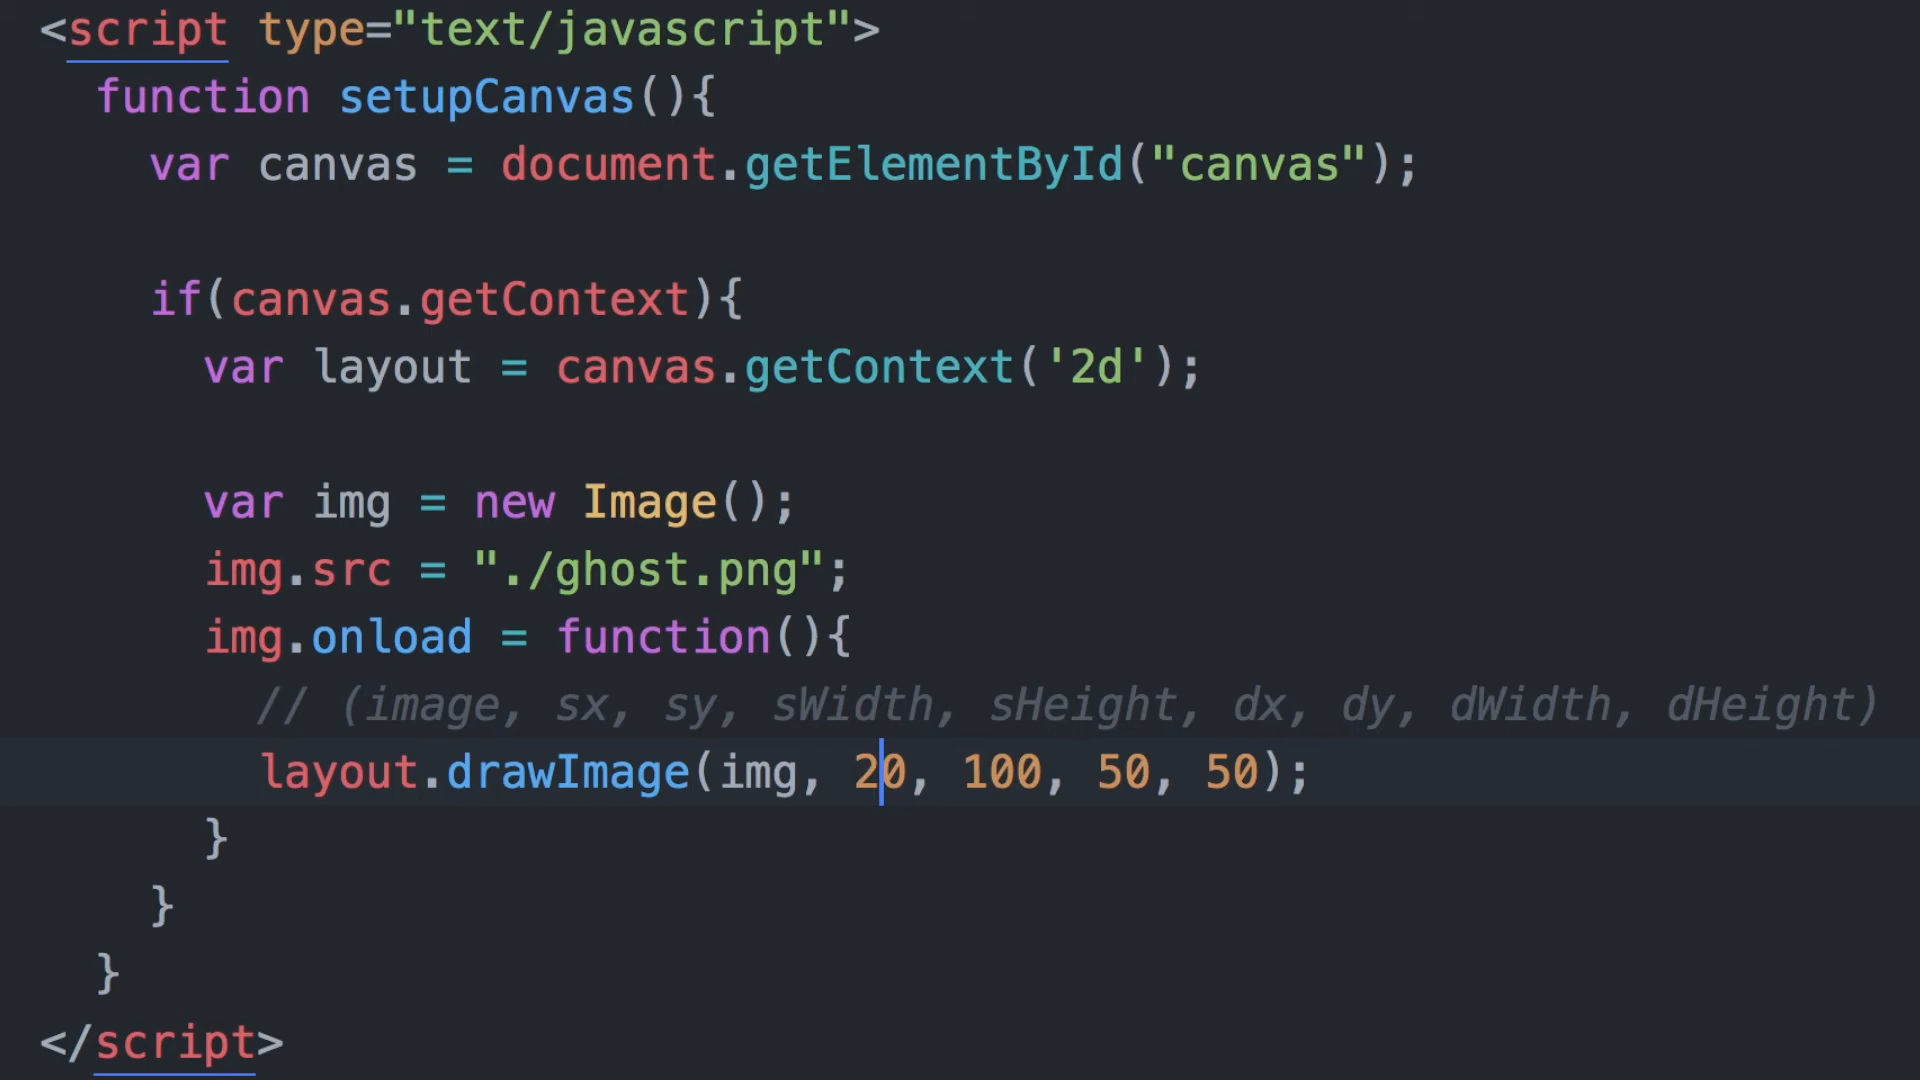 <script type="text/javascript">
function setupCanvas(){
var canvas = document.getElementById("canvas");
if(canvas.getContext){
var layout = canvas.getContext('2d');
var img = new Image();
img.src = "./ghost.png";
img.onload = function(){
// (image, sx, sy, sWidth, sHeight, dx, dy, dWidth, dHeight)
layout.drawImage(img, 20, 100, 50, 50);
}
}
}
</script>